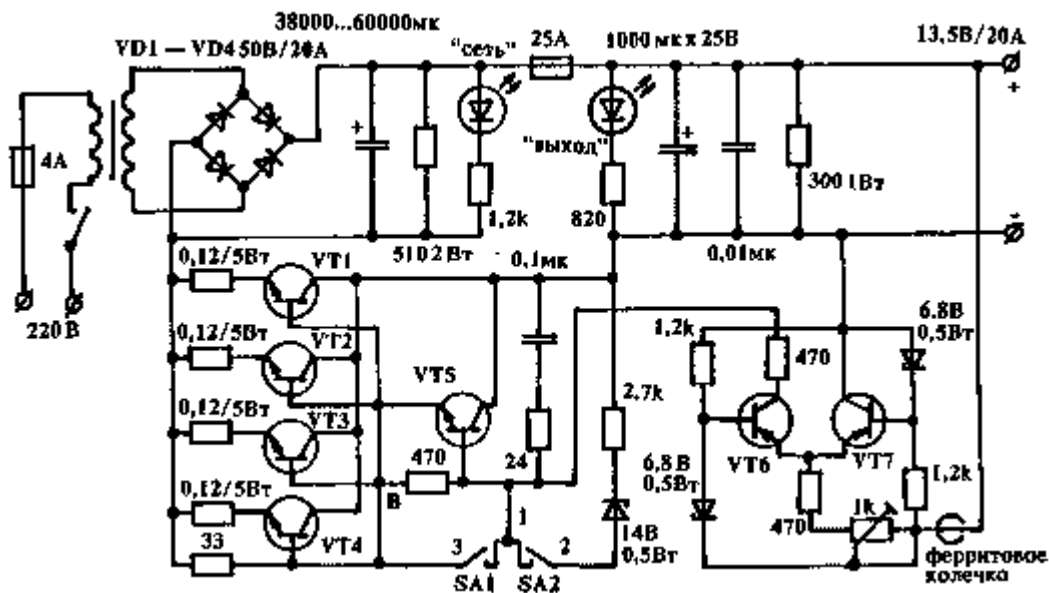 38000...60000мк
VD1 — VD4 50В/20А
"сеть"
25А
1000 мк х 25В
13,5В/20А
+
+
+
4А
"выход"
-
1,2k
820
300 1Вт
510 2Вт
0,1мк
0,01мк
0,12/5Вт
VT1
220 В
0,12/5Вт
VT2
1,2k
470
6.8В
0,5Вт
VT5
2,7k
0,12/5Вт
VT3
470
24
VT6
VT7
6,8В
0,5Вт
1,2k
0,12/5Вт
В
VT4
1
14В
0,5Вт
470
1k
33
3
2
SA1
SA2
ферритовое
колечко